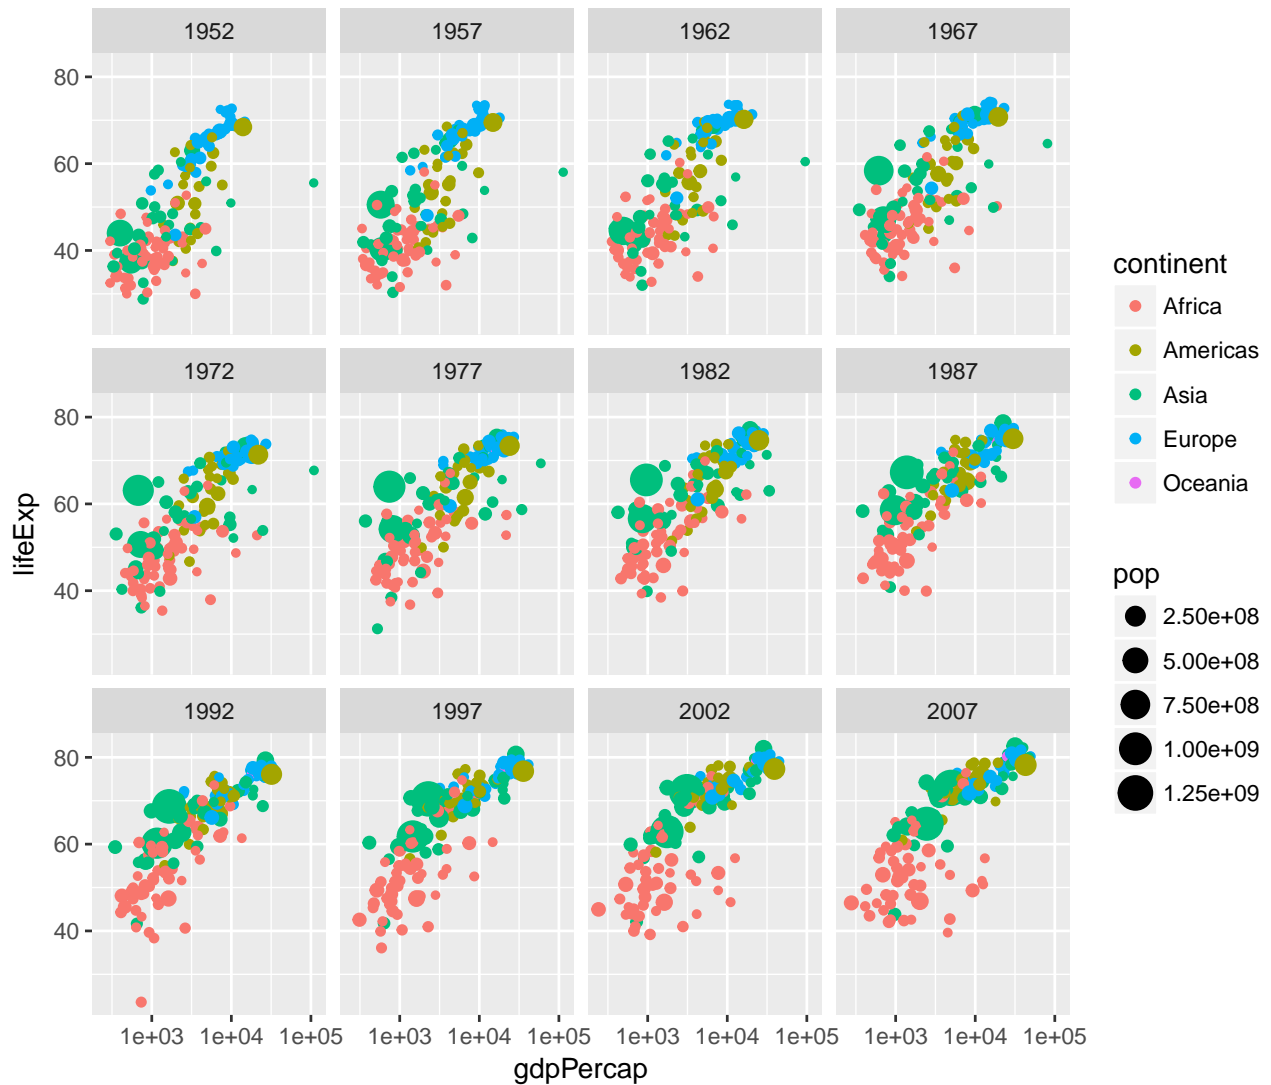 1952 1957 1962 1967
80
60
40
1972 1977 1982 1987
80
60
40
1992 1997 2002 2007
80
60
40
1e+03 1e+04 1e+05 1e+03 1e+04 1e+05 1e+03 1e+04 1e+05 1e+03 1e+04 1e+05
gdpPercap
lifeExp
continent
Africa
Americas
Asia
Europe
Oceania
pop
2.50e+08
5.00e+08
7.50e+08
1.00e+09
1.25e+09